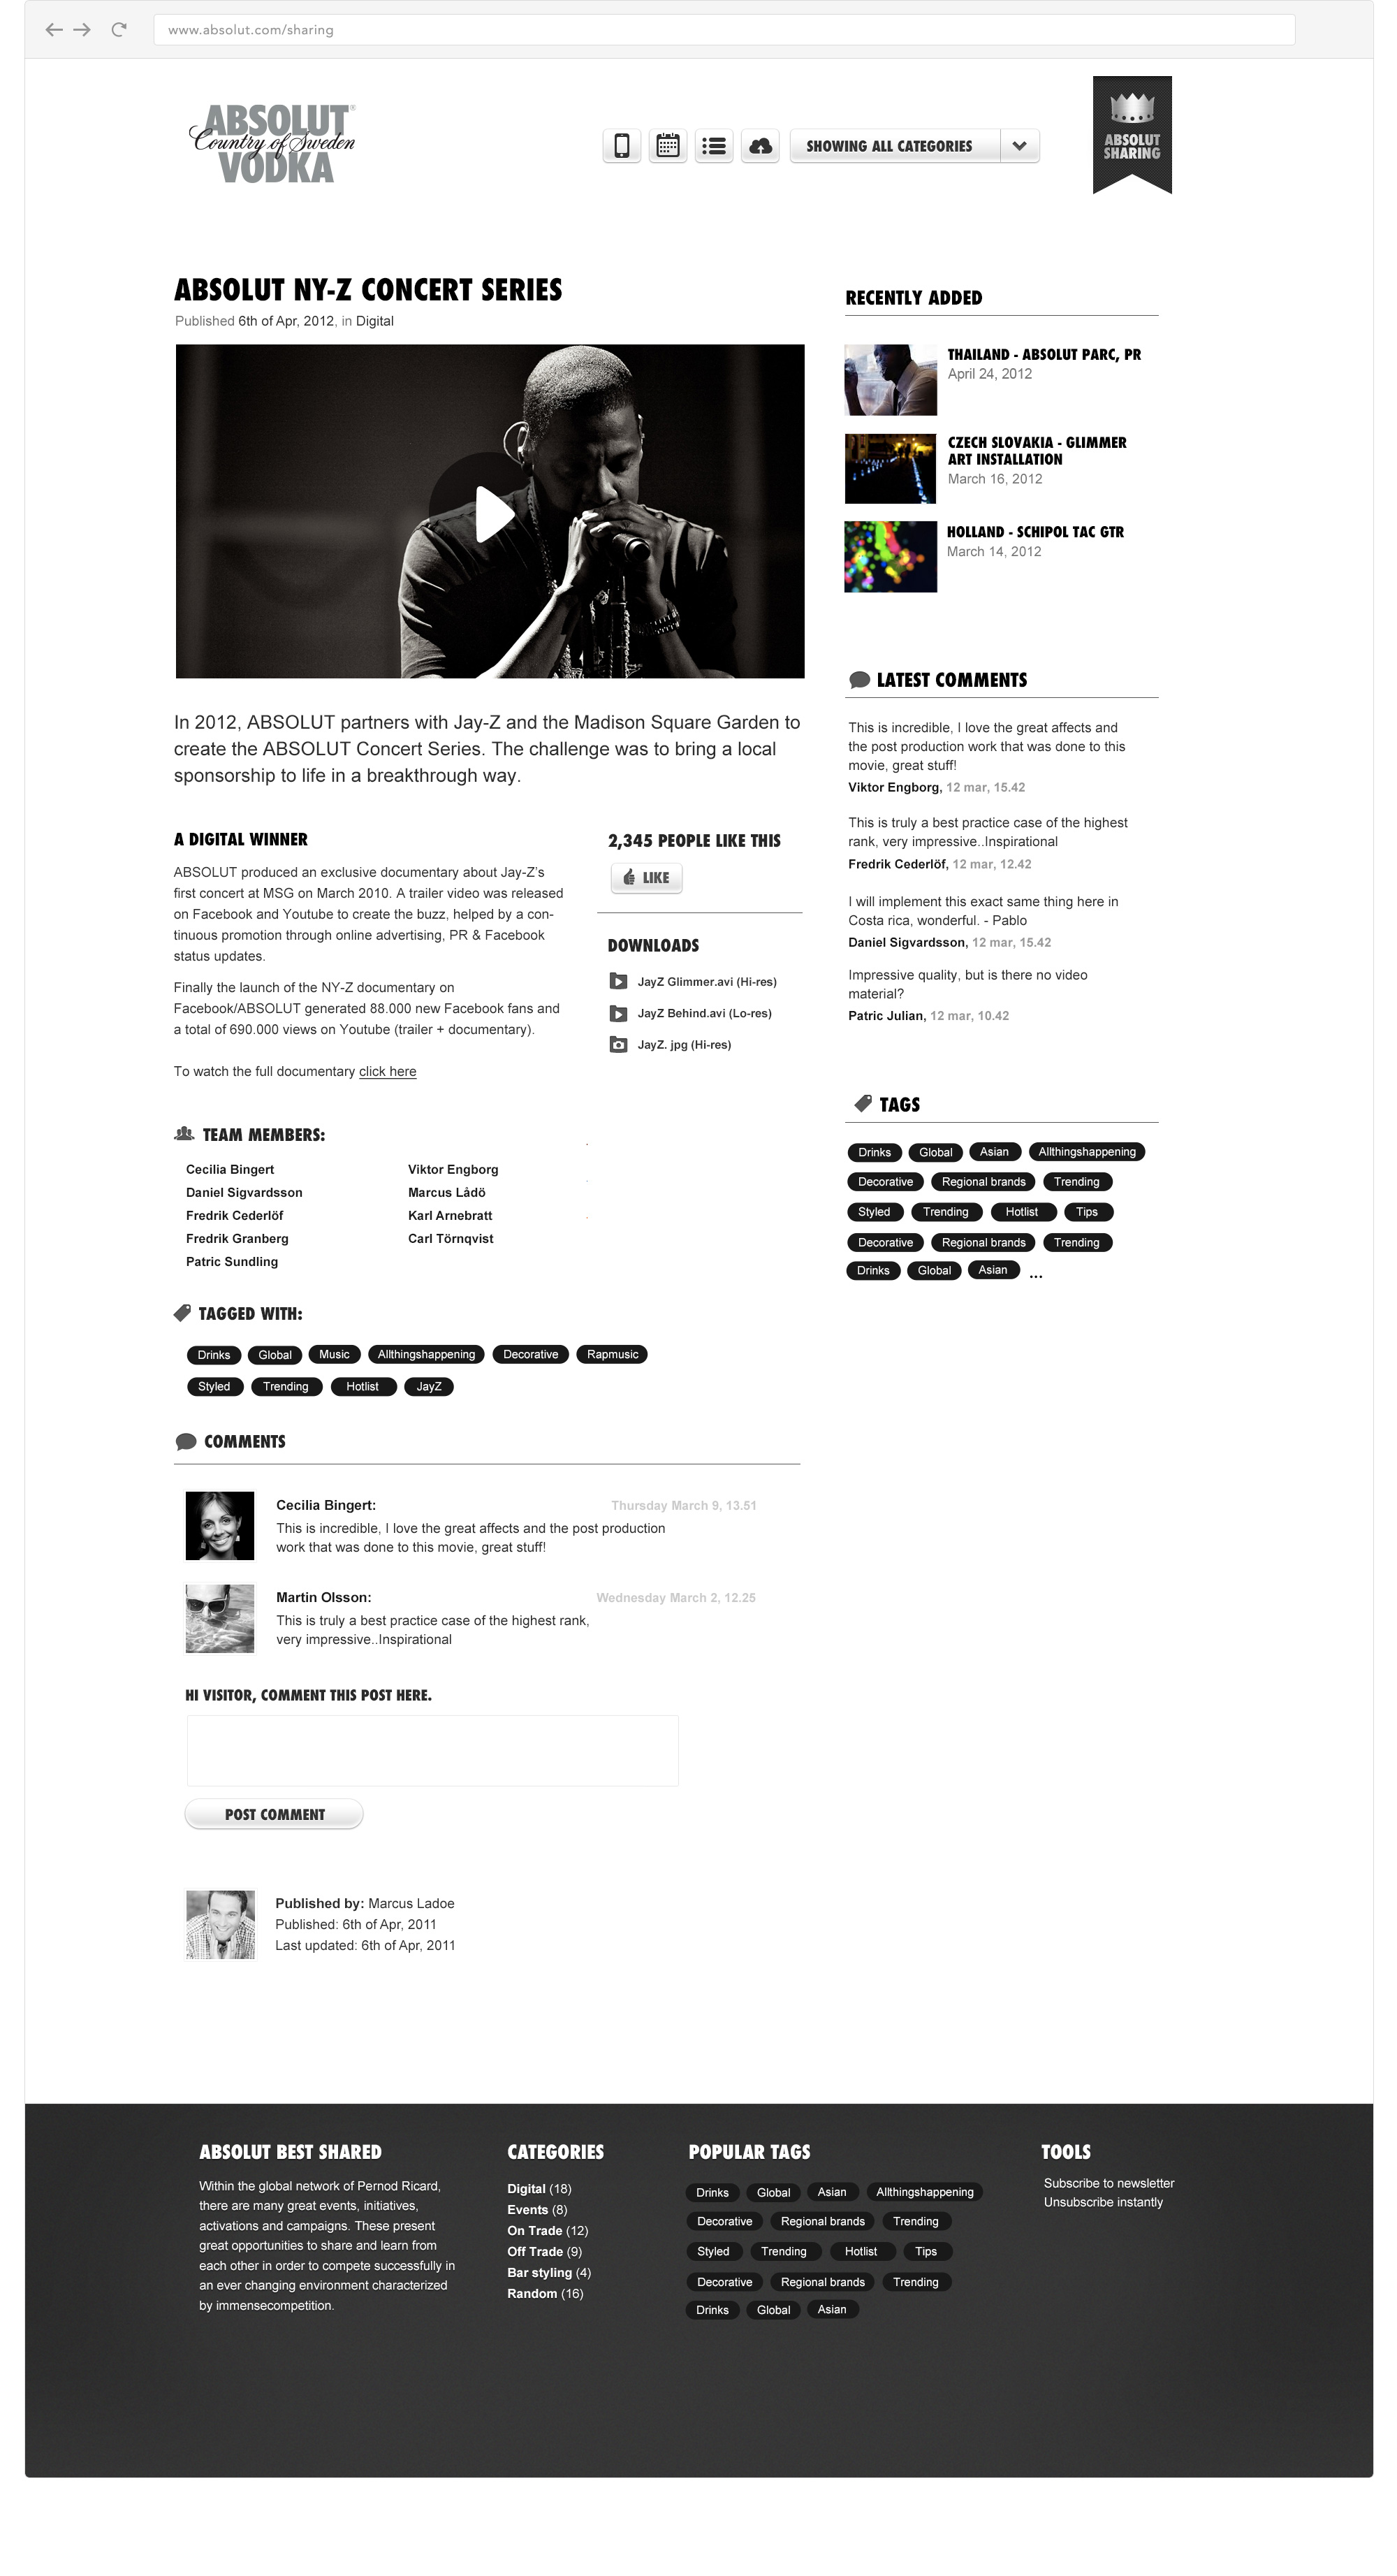 www.absolut.com/sharing
ABSOLUT®
Country of Sweden
VODKA
SHOWING ALL CATEGORIES
ABSOLUT
SHARING
ABSOLUT NY-Z CONCERT SERIES
Published 6th of Apr, 2012, in Digital
In 2012, ABSOLUT partners with Jay-Z and the Madison Square Garden to
create the ABSOLUT Concert Series. The challenge was to bring a local
sponsorship to life in a breakthrough way.
A DIGITAL WINNER
ABSOLUT produced an exclusive documentary about Jay-Z's
first concert at MSG on March 2010. A trailer video was released
on Facebook and Youtube to create the buzz, helped by a con-
tinuous promotion through online advertising, PR & Facebook
status updates.
Finally the launch of the NY-Z documentary on
Facebook/ABSOLUT generated 88.000 new Facebook fans and
a total of 690.000 views on Youtube (trailer + documentary).
To watch the full documentary click here
2,345 PEOPLE LIKE THIS
LIKE
DOWNLOADS
JayZ Glimmer.avi (Hi-res)
JayZ Behind.avi (Lo-res)
JayZ. jpg (Hi-res)
TEAM MEMBERS:
Cecilia Bingert
Daniel Sigvardsson
Fredrik Cederlöf
Fredrik Granberg
Patric Sundling
Viktor Engborg
Marcus Lådö
Karl Arnebratt
Carl Törnqvist
TAGGED WITH:
Drinks Global Music Allthingshappening Decorative Rapmusic
Styled Trending Hotlist JayZ
COMMENTS
Cecilia Bingert: Thursday March 9, 13.51
This is incredible, I love the great affects and the post production
work that was done to this movie, great stuff!
Martin Olsson: Wednesday March 2, 12.25
This is truly a best practice case of the highest rank,
very impressive..Inspirational
HI VISITOR, COMMENT THIS POST HERE.
POST COMMENT
Published by: Marcus Ladoe
Published: 6th of Apr, 2011
Last updated: 6th of Apr, 2011
RECENTLY ADDED
THAILAND - ABSOLUT PARC, PR
April 24, 2012
CZECH SLOVAKIA - GLIMMER
ART INSTALLATION
March 16, 2012
HOLLAND - SCHIPOL TAC GTR
March 14, 2012
LATEST COMMENTS
This is incredible, I love the great affects and
the post production work that was done to this
movie, great stuff!
Viktor Engborg, 12 mar, 15.42
This is truly a best practice case of the highest
rank, very impressive..Inspirational
Fredrik Cederlöf, 12 mar, 12.42
I will implement this exact same thing here in
Costa rica, wonderful. - Pablo
Daniel Sigvardsson, 12 mar, 15.42
Impressive quality, but is there no video
material?
Patric Julian, 12 mar, 10.42
TAGS
Drinks Global Asian Allthingshappening
Decorative Regional brands Trending
Styled Trending Hotlist Tips
Decorative Regional brands Trending
Drinks Global Asian ...
ABSOLUT BEST SHARED
Within the global network of Pernod Ricard,
there are many great events, initiatives,
activations and campaigns. These present
great opportunities to share and learn from
each other in order to compete successfully in
an ever changing environment characterized
by immensecompetition.
CATEGORIES
Digital (18)
Events (8)
On Trade (12)
Off Trade (9)
Bar styling (4)
Random (16)
POPULAR TAGS
Drinks Global Asian Allthingshappening
Decorative Regional brands Trending
Styled Trending Hotlist Tips
Decorative Regional brands Trending
Drinks Global Asian
TOOLS
Subscribe to newsletter
Unsubscribe instantly